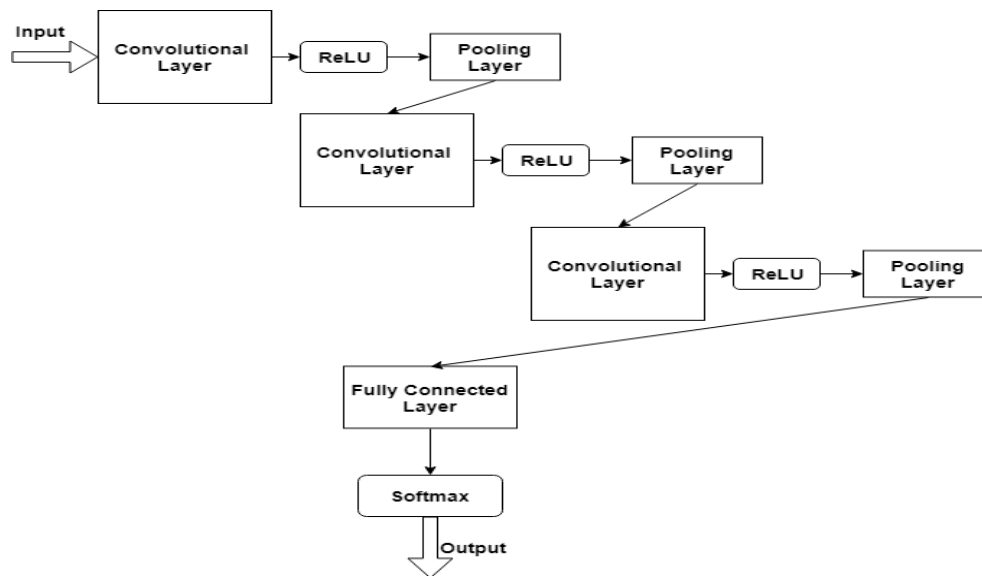 Input
Convolutional
Layer
ReLU
Pooling
Layer
Convolutional
Layer
ReLU
Pooling
Layer
Convolutional
Layer
ReLU
Pooling
Layer
Fully Connected
Layer
Softmax
Output